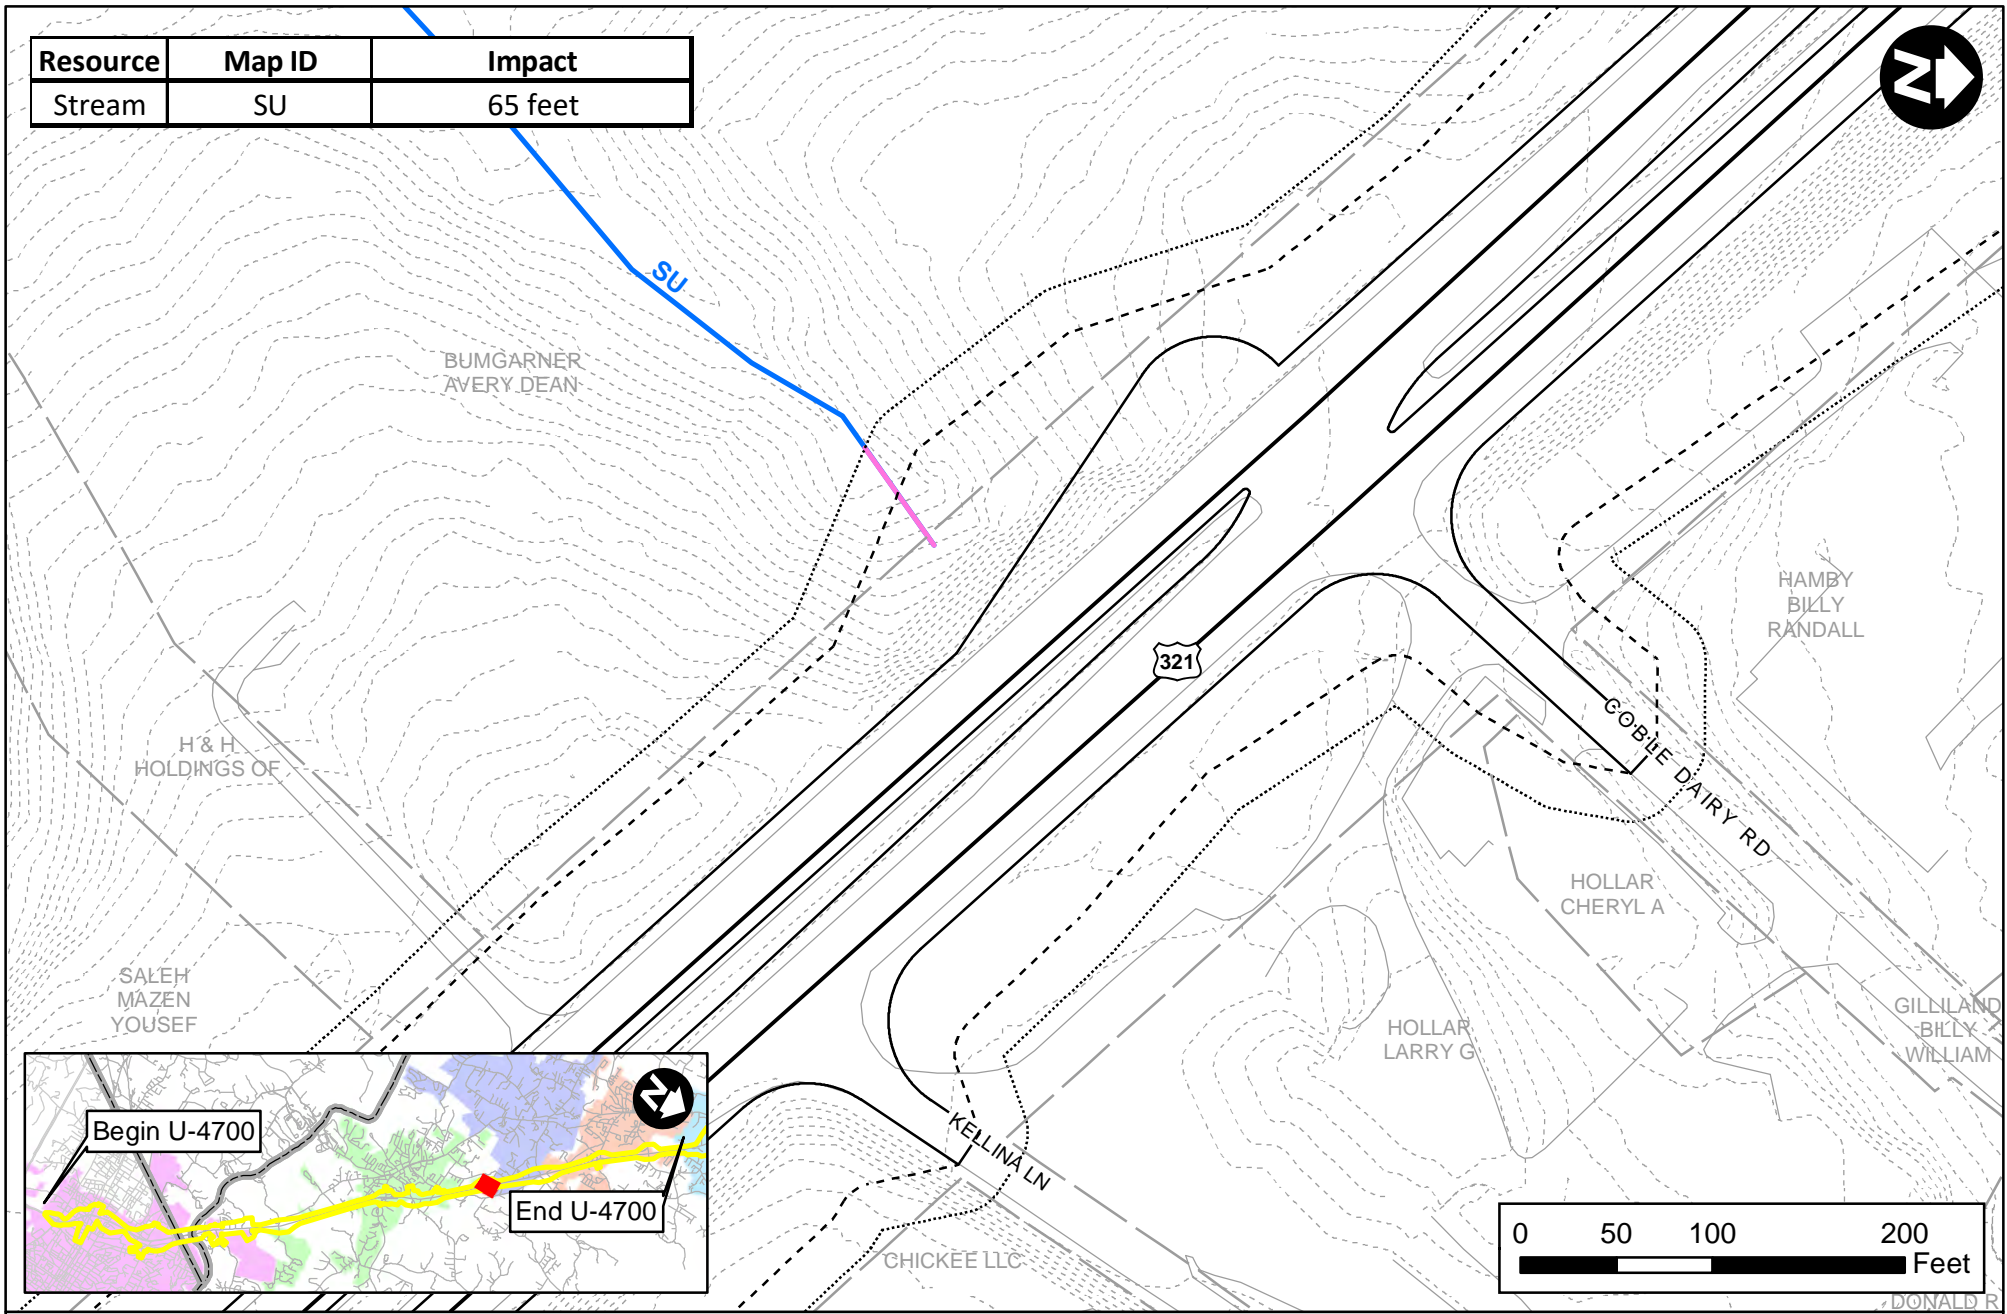 Resource Map ID Impact
Stream SU 65 feet
N
SU
BUMGARNER
AVERY DEAN
321
HAMBY
BILLY
RANDALL
COBLE DAIRY RD
H & H
HOLDINGS OF
HOLLAR
CHERYL A
SALEH
MAZEN
YOUSEF
HOLLAR
LARRY G
GILLILAND
BILLY
WILLIAM
KELLINA LN
CHICKEE LLC
N
Begin U-4700
End U-4700
0 50 100 200
Feet
DONALD R